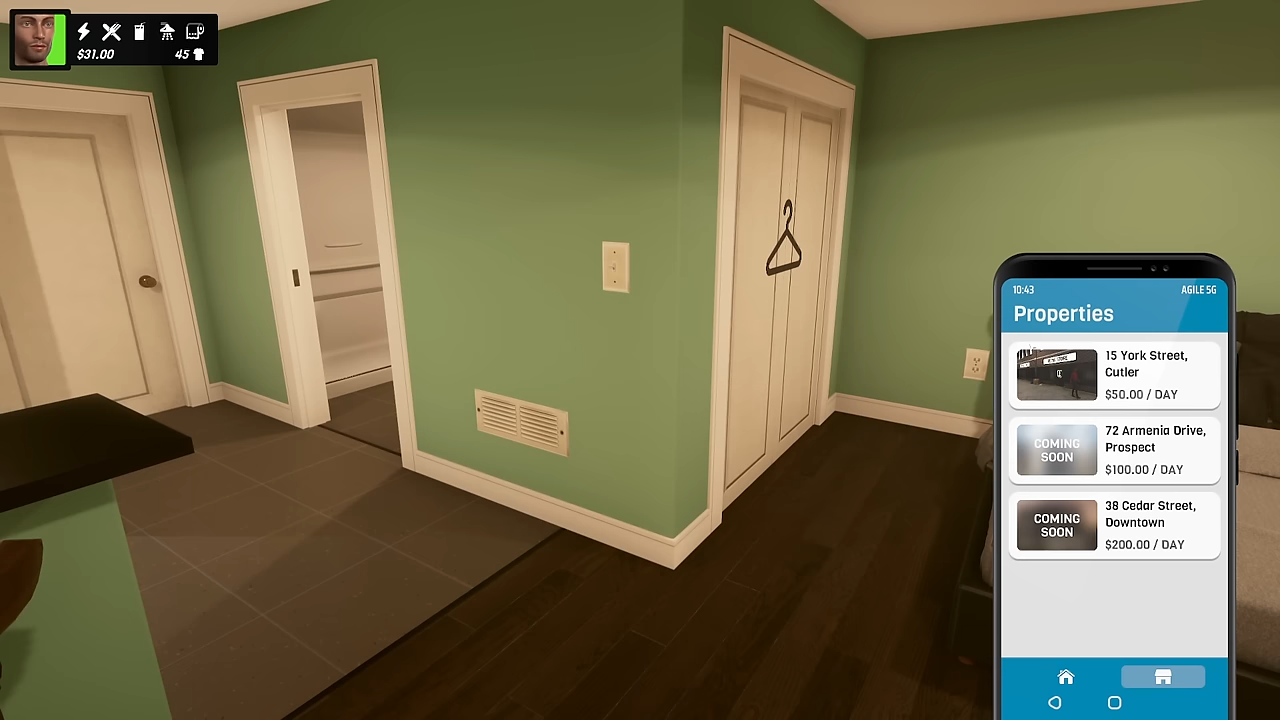 $31.00
45
10:43
AGILE 5G
Properties
15 York Street,
Cutler
$50.00 / DAY
COMING
SOON
72 Armenia Drive,
Prospect
$100.00 / DAY
COMING
SOON
38 Cedar Street,
Downtown
$200.00 / DAY